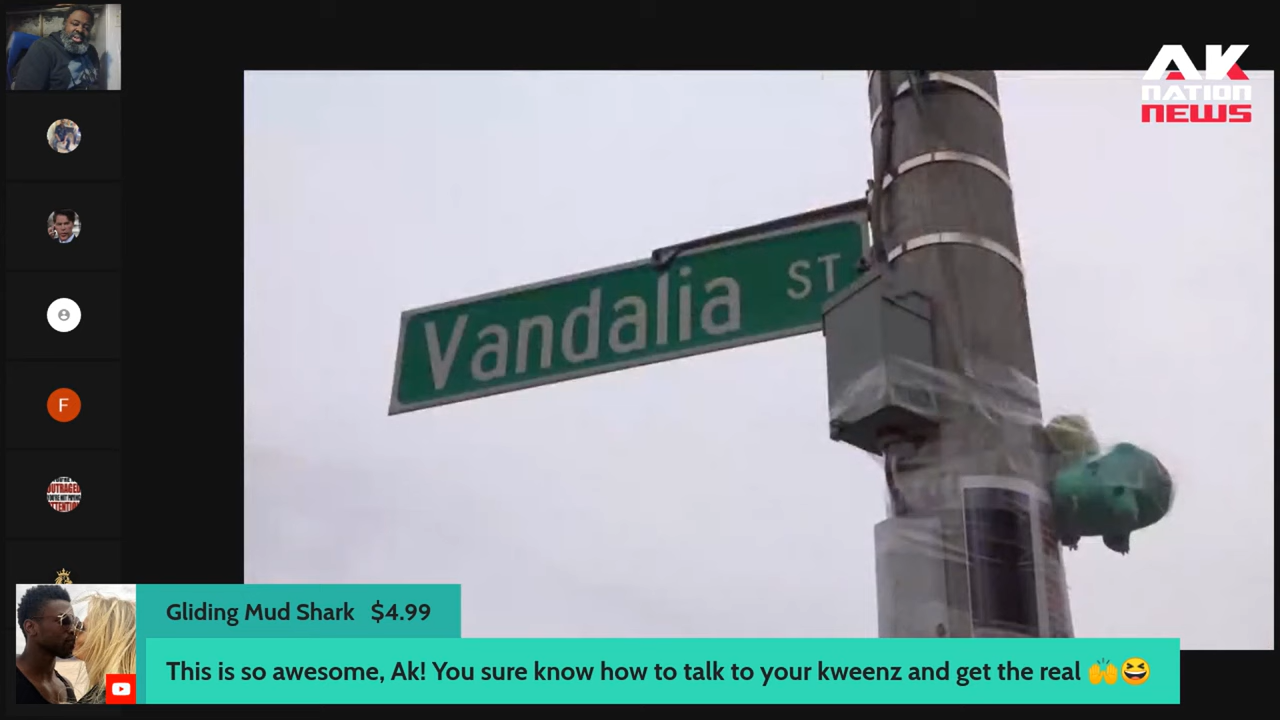 AK
NATION
NEWS
Vandalia ST
F
OUTRAGED
Gliding Mud Shark $4.99
This is so awesome, Ak! You sure know how to talk to your kweenz and get the real 🙌😆